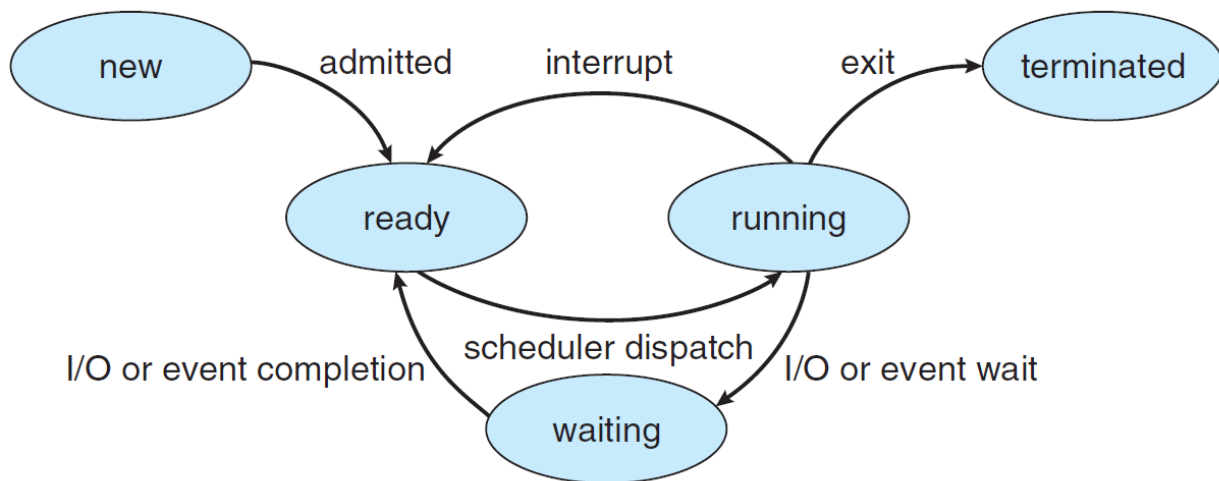 new
admitted
interrupt
exit
terminated
ready
running
scheduler dispatch
I/O or event completion
I/O or event wait
waiting